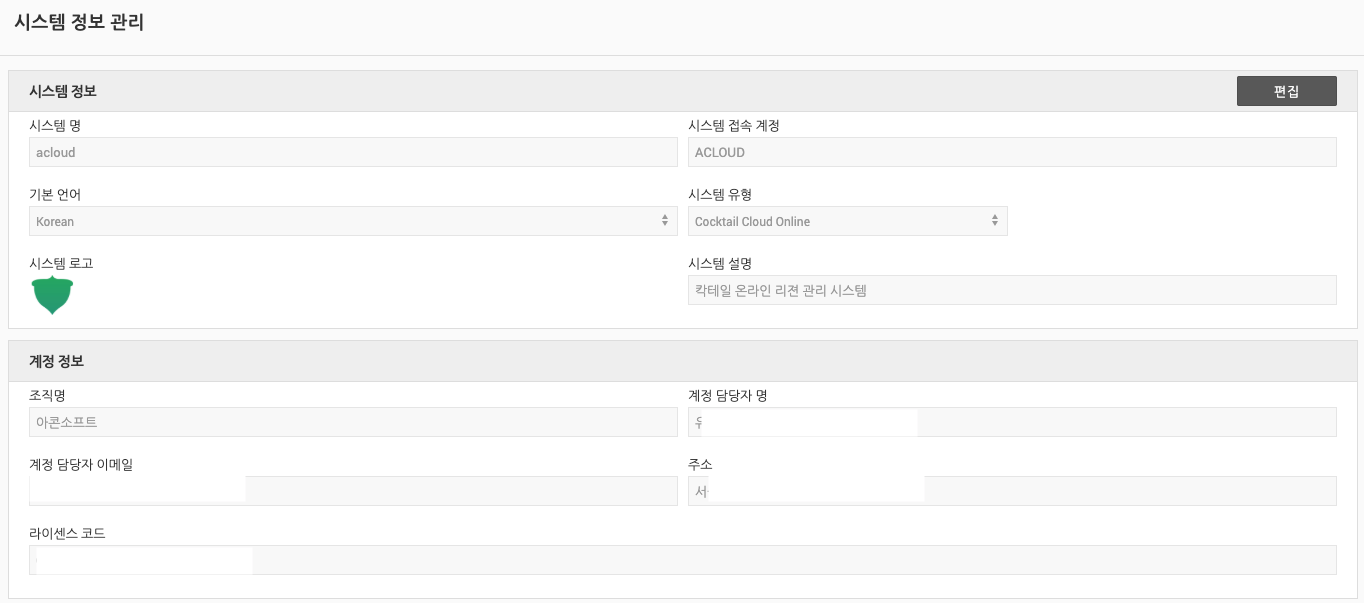 시스템 정보 관리
시스템 정보
편집
시스템 명
시스템 접속 계정
acloud
ACLOUD
기본 언어
시스템 유형
Korean
Cocktail Cloud Online
시스템 로고
시스템 설명
칵테일 온라인 리젼 관리 시스템
계정 정보
조직명
계정 담당자 명
아콘소프트
계정 담당자 이메일
주소
라이센스 코드